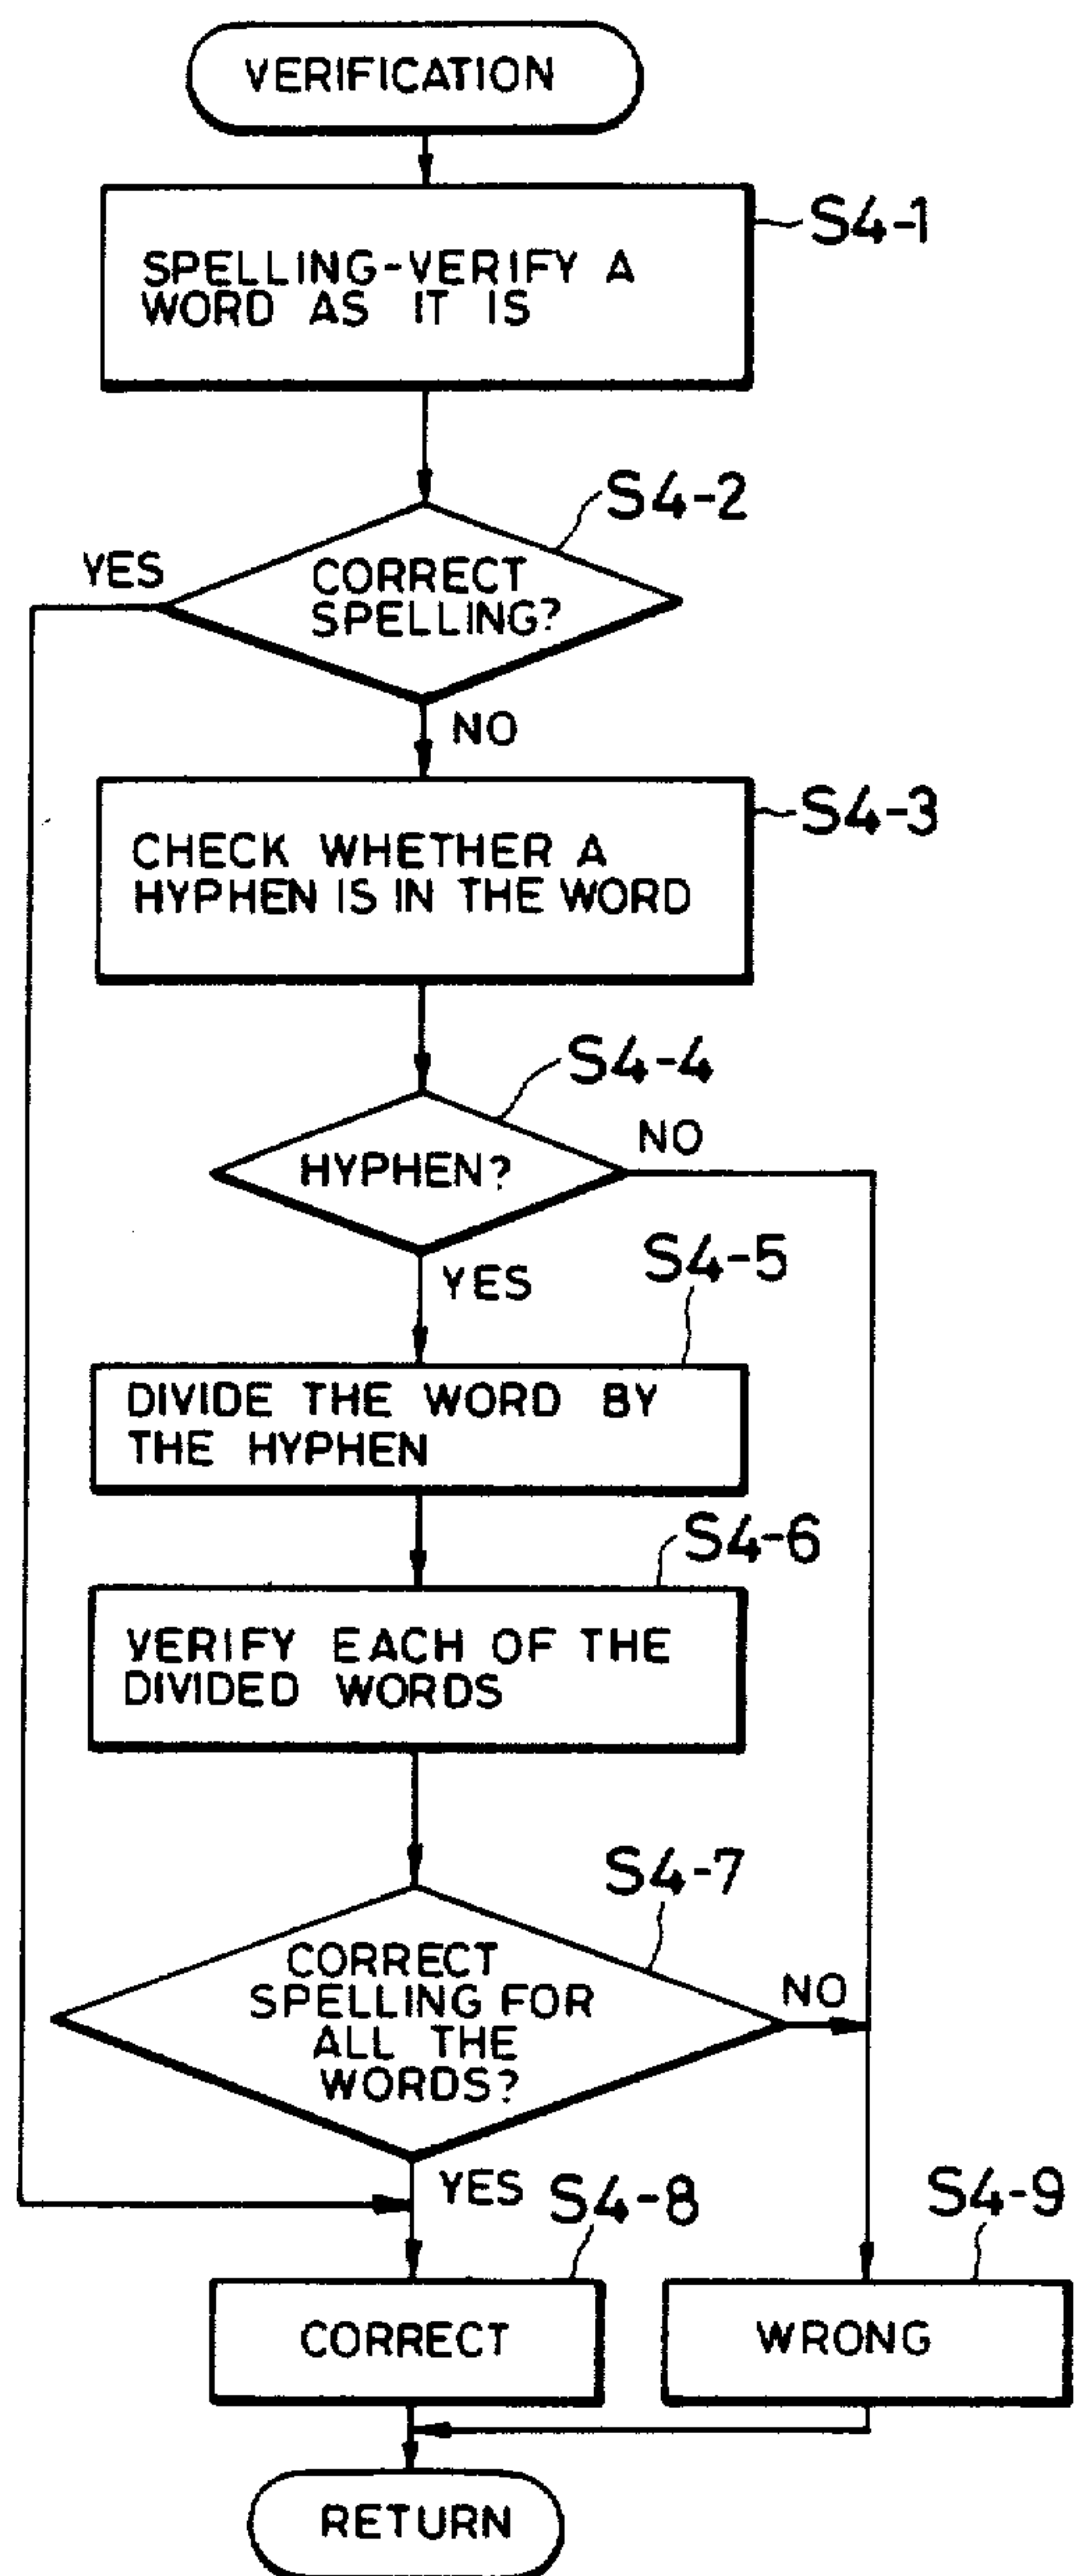 VERIFICATION
S4-1
SPELLING-VERIFY A
WORD AS IT IS
S4-2
YES
CORRECT
SPELLING?
NO
S4-3
CHECK WHETHER A
HYPHEN IS IN THE WORD
S4-4
NO
HYPHEN?
YES
S4-5
DIVIDE THE WORD BY
THE HYPHEN
S4-6
VERIFY EACH OF THE
DIVIDED WORDS
S4-7
CORRECT
SPELLING FOR
ALL THE
WORDS?
NO
YES
S4-8
S4-9
CORRECT
WRONG
RETURN